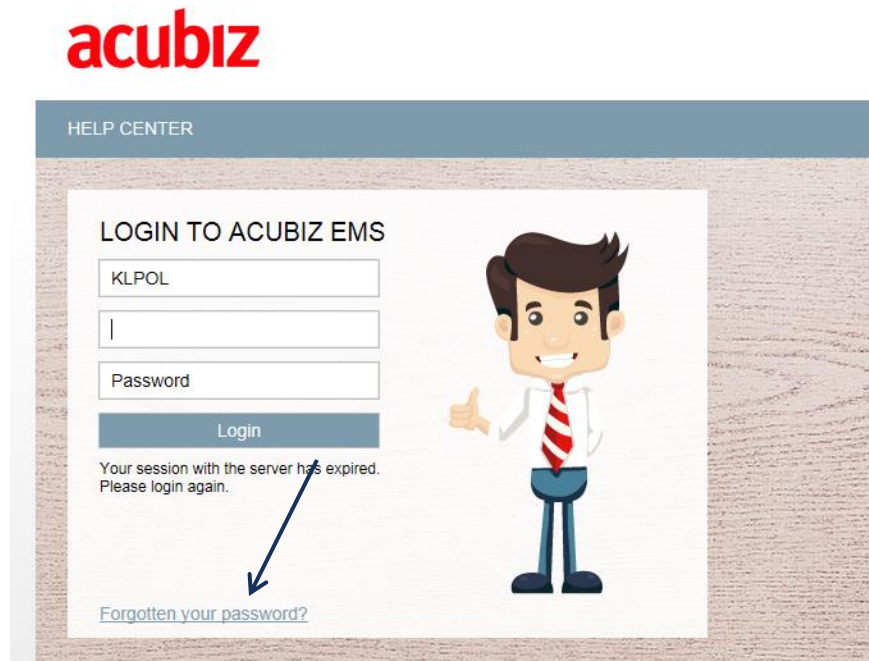 acubiz
HELP CENTER
LOGIN TO ACUBIZ EMS
KLPOL
Password
Login
Your session with the server has expired.
Please login again.
Forgotten your password?